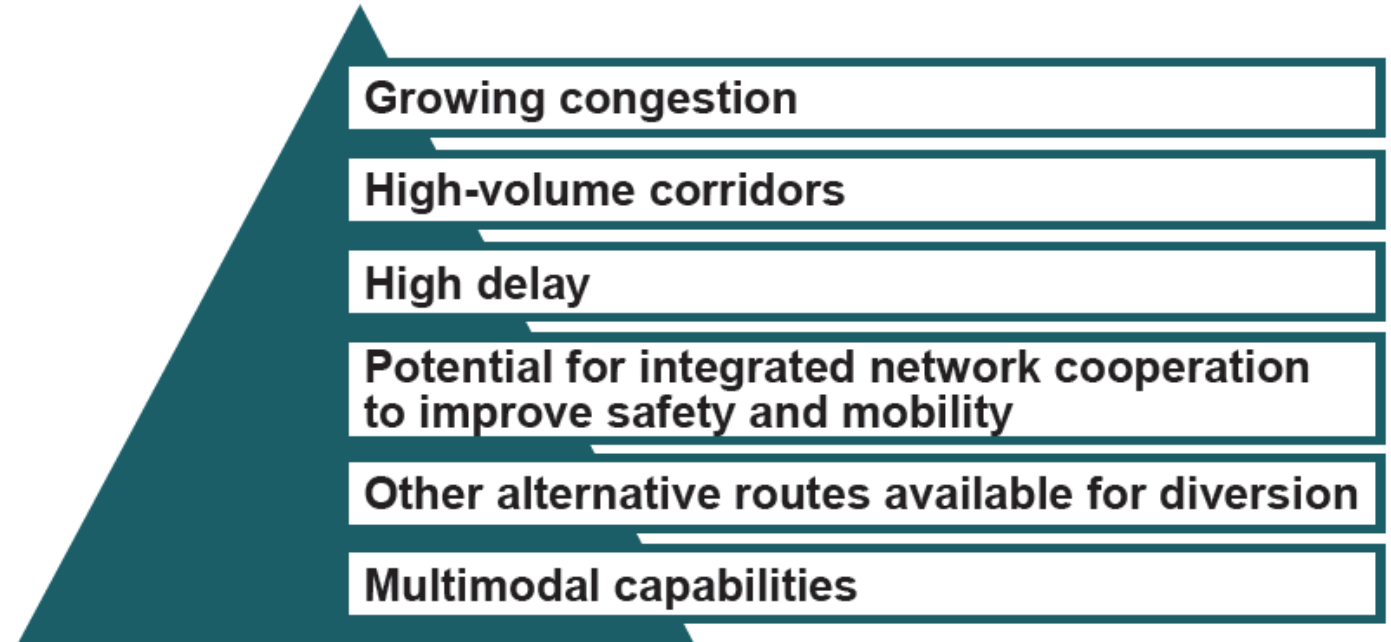 Growing congestion
High-volume corridors
High delay
Potential for integrated network cooperation
to improve safety and mobility
Other alternative routes available for diversion
Multimodal capabilities